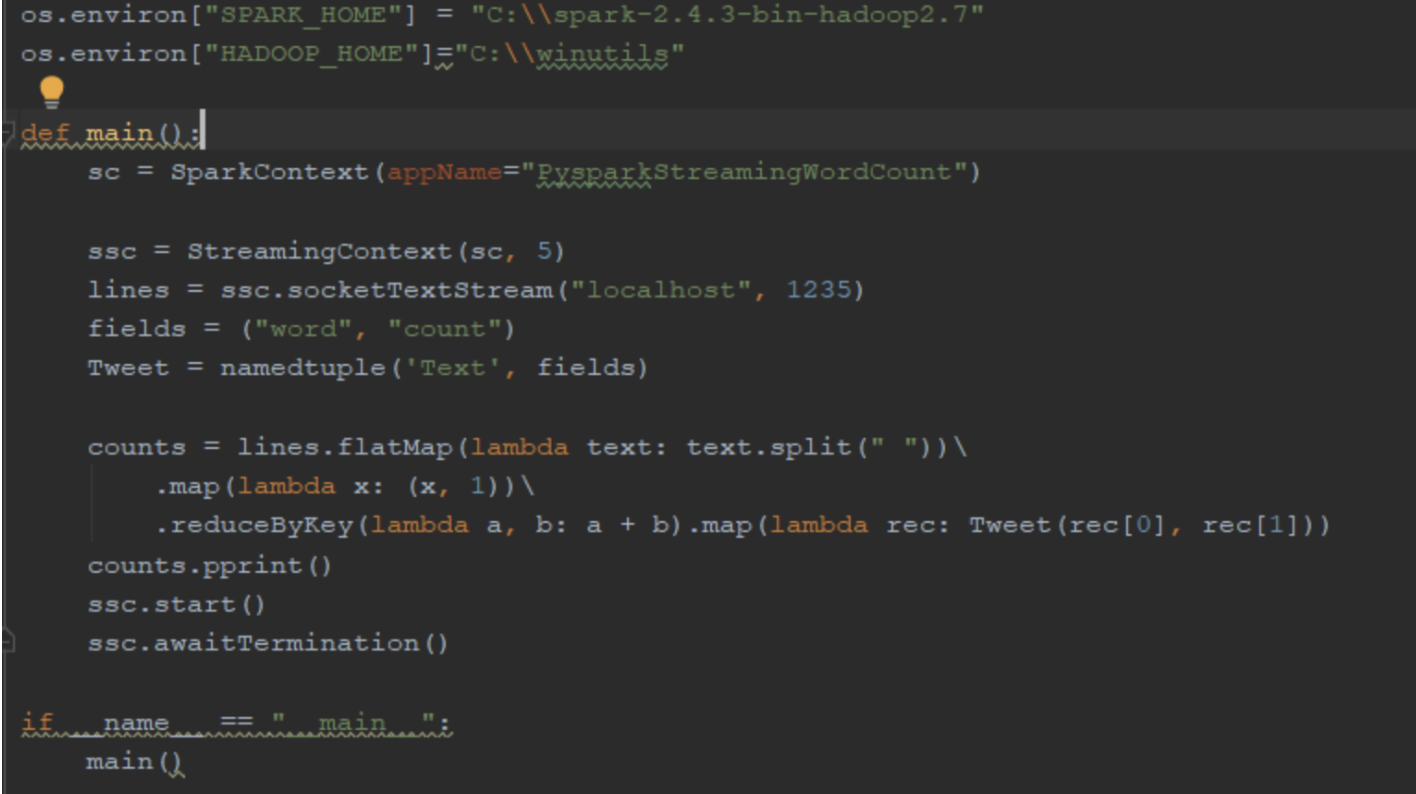 os.environ["SPARK_HOME"] = "C:\\spark-2.4.3-bin-hadoop2.7"
os.environ["HADOOP_HOME"]="C:\\winutils"
def main():
    sc = SparkContext(appName="PysparkStreamingWordCount")
    ssc = StreamingContext(sc, 5)
    lines = ssc.socketTextStream("localhost", 1235)
    fields = ("word", "count")
    Tweet = namedtuple('Text', fields)
    counts = lines.flatMap(lambda text: text.split(" "))\
        .map(lambda x: (x, 1))\
        .reduceByKey(lambda a, b: a + b).map(lambda rec: Tweet(rec[0], rec[1]))
    counts.pprint()
    ssc.start()
    ssc.awaitTermination()
if __name__ == "__main__":
    main()